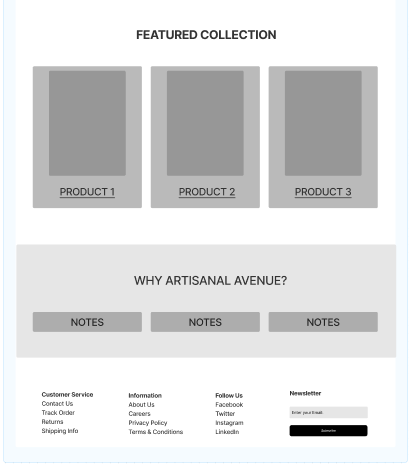 FEATURED COLLECTION
PRODUCT 1
PRODUCT 2
PRODUCT 3
WHY ARTISANAL AVENUE?
NOTES
NOTES
NOTES
Customer Service
Contact Us
Track Order
Returns
Shipping Info
Information
About Us
Careers
Privacy Policy
Terms & Conditions
Follow Us
Facebook
Twitter
Instagram
LinkedIn
Newsletter
Enter your Email.
Subscribe